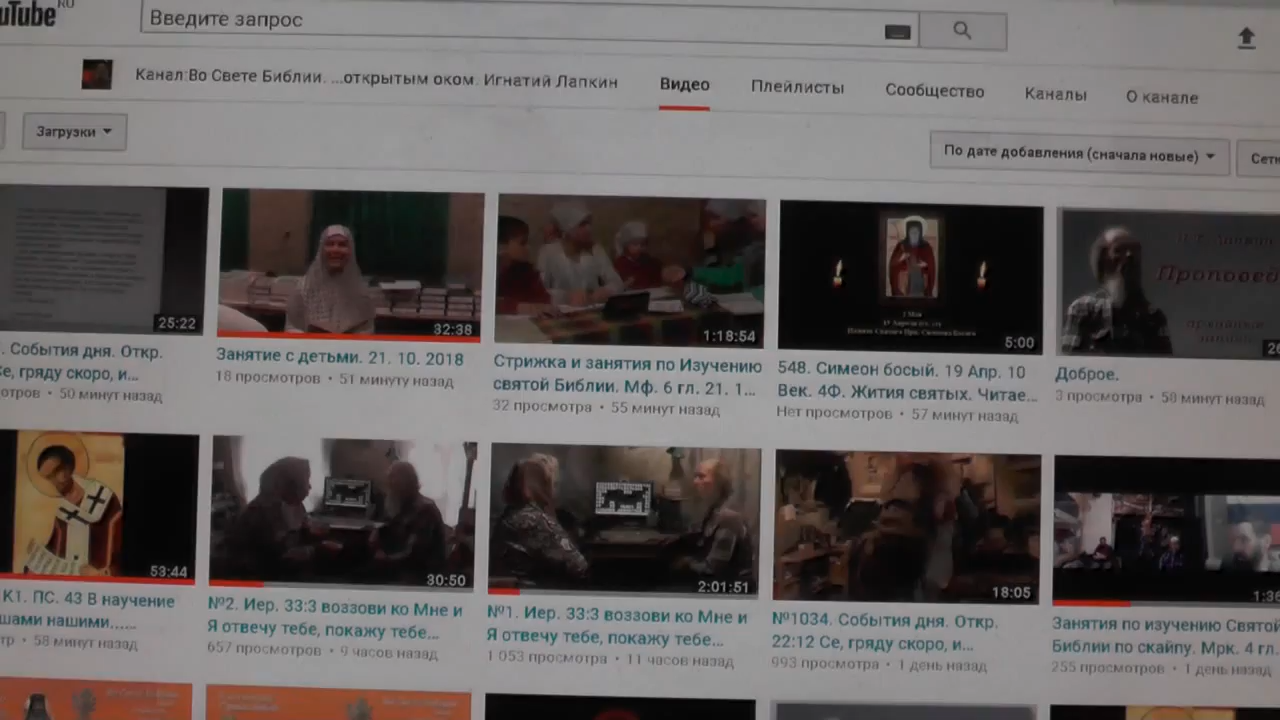 uTube RU
Введите запрос
Канал:Во Свете Библии. ...открытым оком. Игнатий Лапкин
Видео
Плейлисты
Сообщество
Каналы
О канале
Загрузки
По дате добавления (сначала новые)
Сетк
25:22
32:38
1:18:54
1 Мая
5:00
Проповед
. События дня. Откр.
Се, гряду скоро, и...
отров • 50 минут назад
Занятие с детьми. 21. 10. 2018
18 просмотров • 51 минуту назад
Стрижка и занятия по Изучению
святой Библии. Мф. 6 гл. 21. 1...
32 просмотра • 55 минут назад
548. Симеон босый. 19 Апр. 10
Век. 4Ф. Жития святых. Читае...
Нет просмотров • 57 минут назад
Доброе.
3 просмотра • 58 минут назад
53:44
30:50
2:01:51
18:05
1:36
К1. ПС. 43 В научение
шами нашими......
тр • 58 минут назад
№2. Иер. 33:3 воззови ко Мне и
Я отвечу тебе, покажу тебе...
657 просмотров • 9 часов назад
№1. Иер. 33:3 воззови ко Мне и
Я отвечу тебе, покажу тебе...
1 053 просмотра • 11 часов назад
№1034. События дня. Откр.
22:12 Се, гряду скоро, и...
993 просмотра • 1 день назад
Занятия по изучению Святой
Библии по скайпу. Мрк. 4 гл.
255 просмотров • 1 день назад